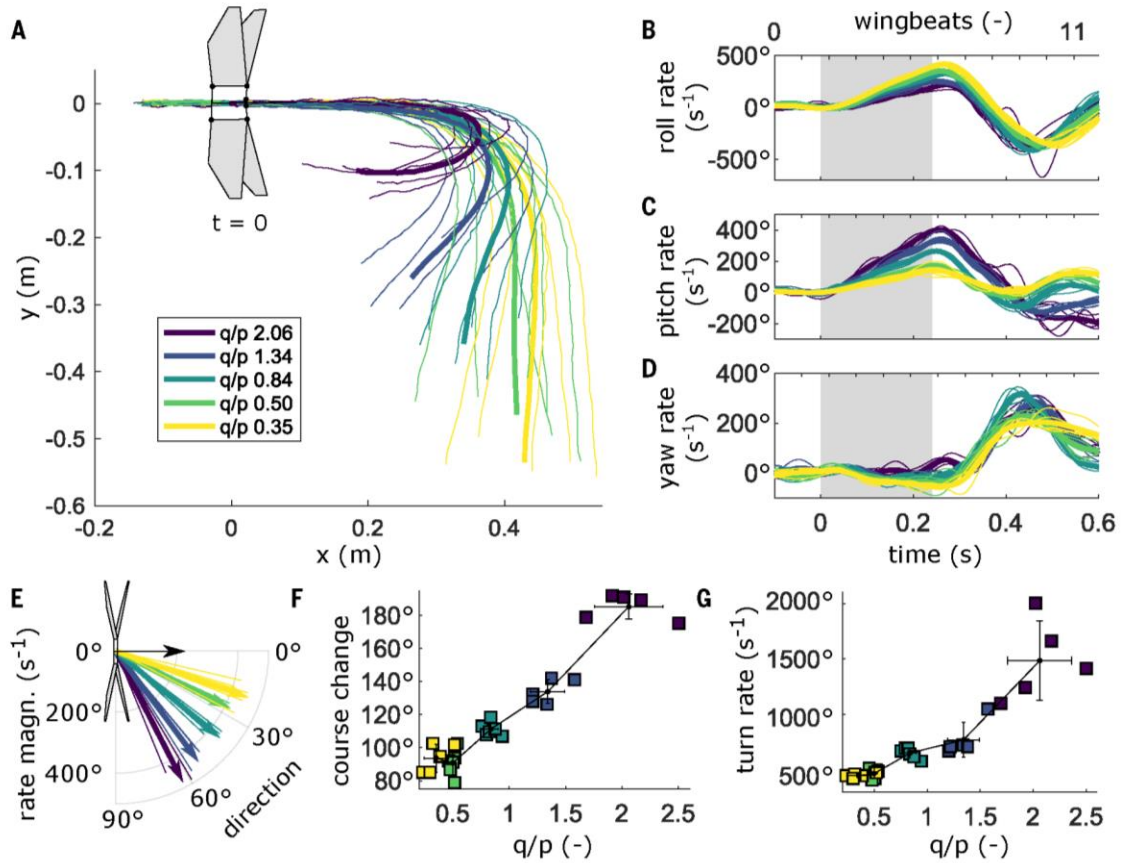 A
t = 0
0
-0.1
-0.2
-0.3
-0.4
-0.5
-0.6
y (m)
-0.2
0
0.2
0.4
x (m)
q/p 2.06
q/p 1.34
q/p 0.84
q/p 0.50
q/p 0.35
wingbeats (-)
0
11
B
roll rate
(s⁻¹)
500°
0°
-500°
C
pitch rate
(s⁻¹)
400°
200°
0°
-200°
D
yaw rate
(s⁻¹)
400°
200°
0°
0
0.2
0.4
0.6
time (s)
E
rate magn. (s⁻¹)
0°
200°
400°
0°
30°
60°
90°
direction
F
course change
180°
160°
140°
120°
100°
80°
0.5
1
1.5
2
2.5
q/p (-)
G
turn rate
(s⁻¹)
2000°
1500°
1000°
500°
0.5
1
1.5
2
2.5
q/p (-)